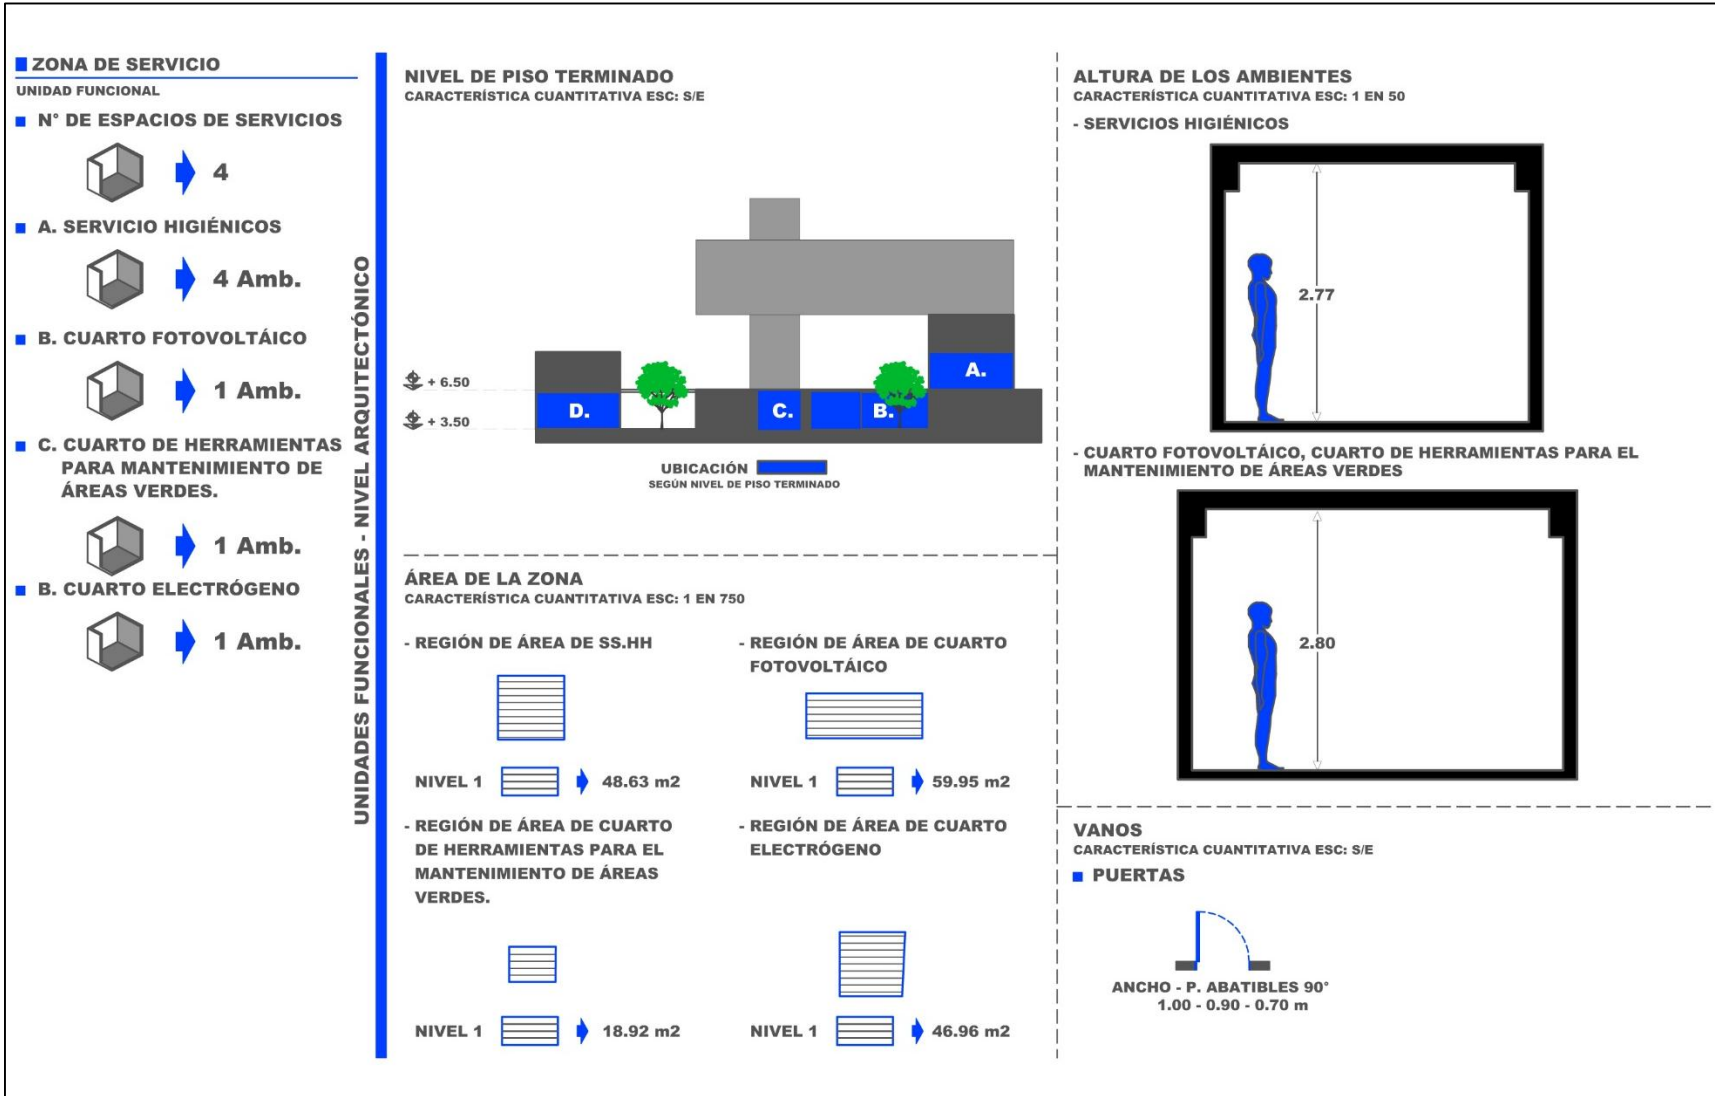 ZONA DE SERVICIO
UNIDAD FUNCIONAL
N° DE ESPACIOS DE SERVICIOS
4
A. SERVICIO HIGIÉNICOS
4 Amb.
B. CUARTO FOTOVOLTÁICO
1 Amb.
C. CUARTO DE HERRAMIENTAS
PARA MANTENIMIENTO DE
ÁREAS VERDES.
1 Amb.
B. CUARTO ELECTRÓGENO
1 Amb.
UNIDADES FUNCIONALES - NIVEL ARQUITECTÓNICO
NIVEL DE PISO TERMINADO
CARACTERÍSTICA CUANTITATIVA ESC: S/E
+ 6.50
+ 3.50
A.
D.
C.
B.
UBICACIÓN
SEGÚN NIVEL DE PISO TERMINADO
ÁREA DE LA ZONA
CARACTERÍSTICA CUANTITATIVA ESC: 1 EN 750
- REGIÓN DE ÁREA DE SS.HH
NIVEL 1
48.63 m2
- REGIÓN DE ÁREA DE CUARTO
FOTOVOLTÁICO
NIVEL 1
59.95 m2
- REGIÓN DE ÁREA DE CUARTO
DE HERRAMIENTAS PARA EL
MANTENIMIENTO DE ÁREAS
VERDES.
NIVEL 1
18.92 m2
- REGIÓN DE ÁREA DE CUARTO
ELECTRÓGENO
NIVEL 1
46.96 m2
ALTURA DE LOS AMBIENTES
CARACTERÍSTICA CUANTITATIVA ESC: 1 EN 50
- SERVICIOS HIGIÉNICOS
2.77
- CUARTO FOTOVOLTÁICO, CUARTO DE HERRAMIENTAS PARA EL
MANTENIMIENTO DE ÁREAS VERDES
2.80
VANOS
CARACTERÍSTICA CUANTITATIVA ESC: S/E
PUERTAS
ANCHO - P. ABATIBLES 90°
1.00 - 0.90 - 0.70 m